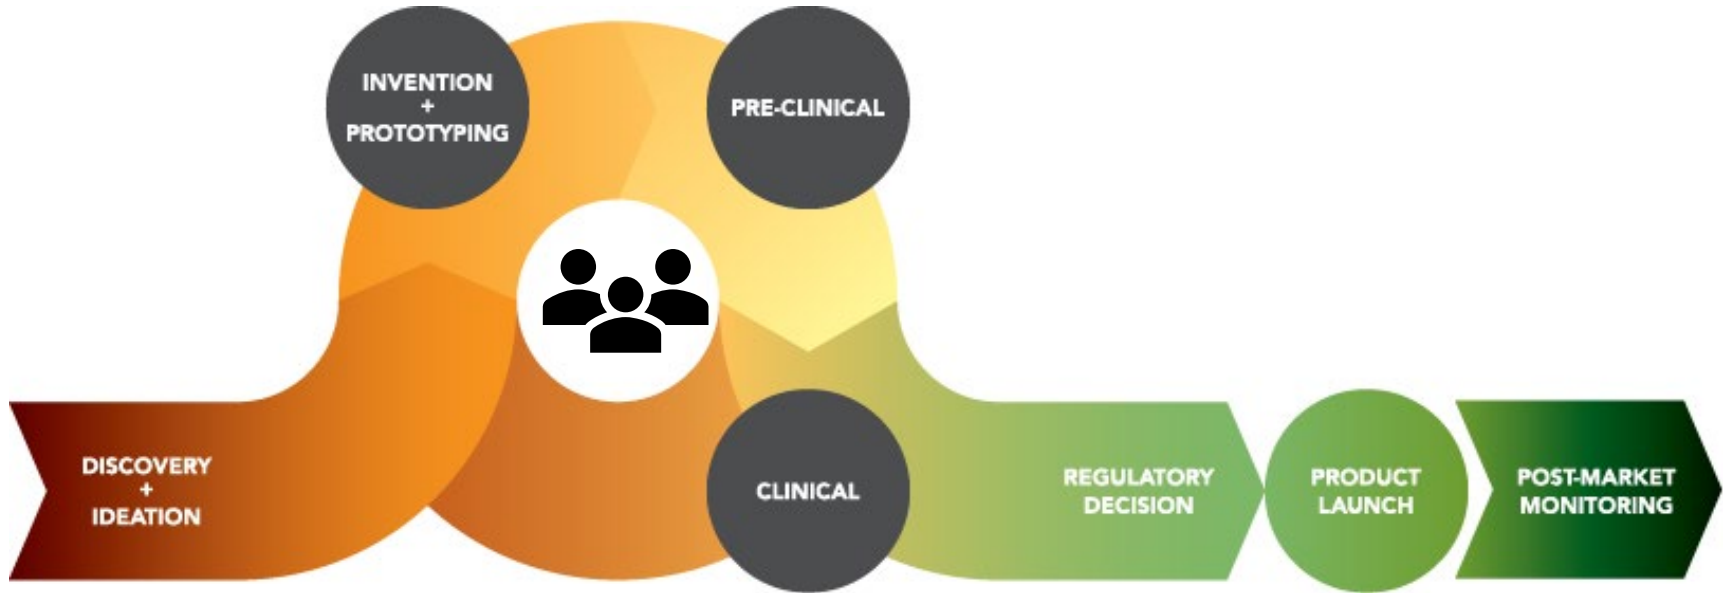 DISCOVERY
+
IDEATION
INVENTION
+
PROTOTYPING
PRE-CLINICAL
CLINICAL
REGULATORY
DECISION
PRODUCT
LAUNCH
POST-MARKET
MONITORING